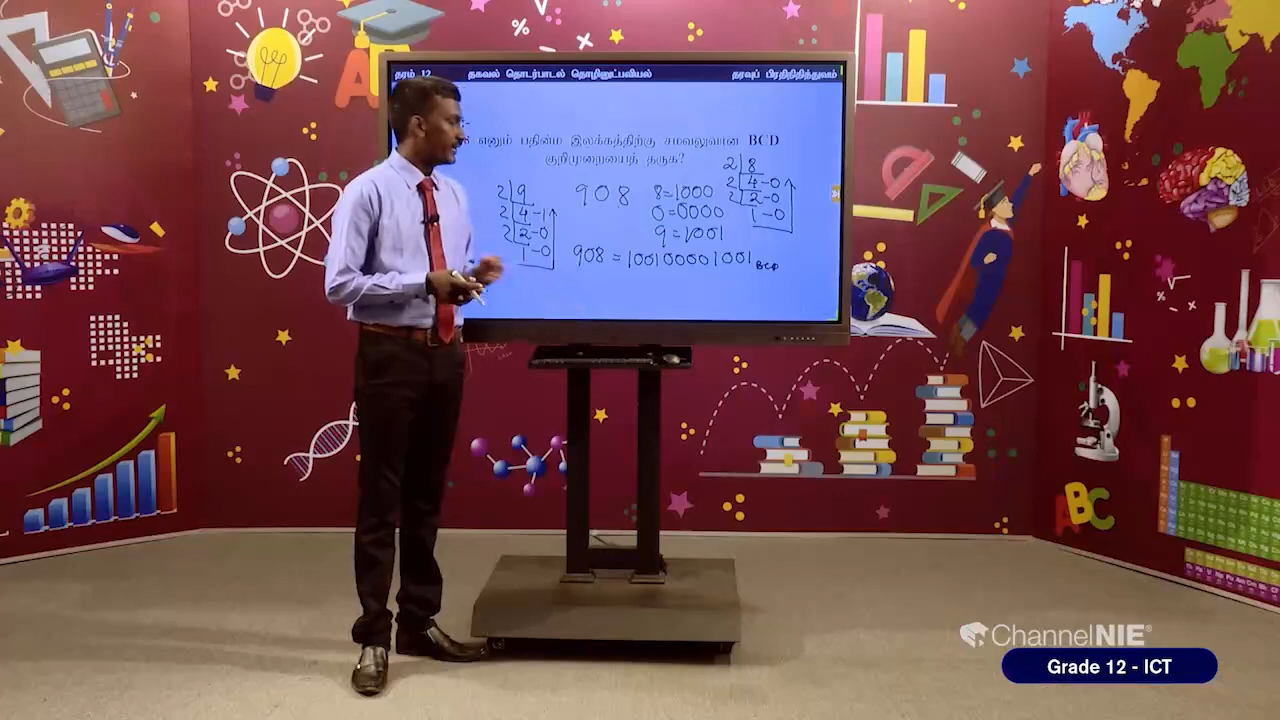 தரம் 12 தகவல் தொடர்பாடல் தொழினுட்பவியல் தரவுப் பிரதிநிதித்துவம்
8 எனும் பதின்ம இலக்கத்திற்கு சமவலுவான BCD
குறிமுறையைத் தருக?
2 9
2 4-1
2 2-0
1-0
908
8=1000
0=0000
9=1001
2 8
2 4-0
2 2-0
1-0
908 = 100100001001 BCD
ABC
ChannelNIE®
Grade 12 - ICT